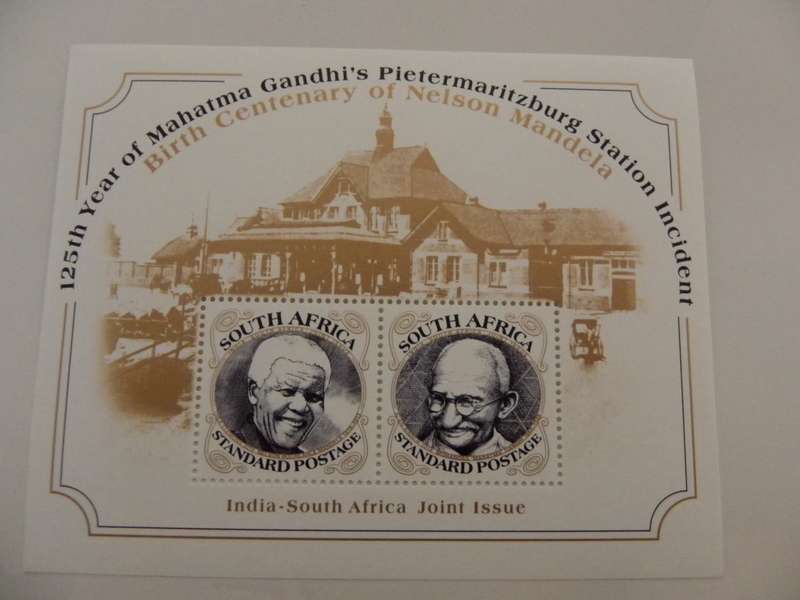 125th Year of Mahatma Gandhi's Pietermaritzburg Station Incident
Birth Centenary of Nelson Mandela
SOUTH AFRICA
STANDARD POSTAGE
SOUTH AFRICA
STANDARD POSTAGE
India-South Africa Joint Issue